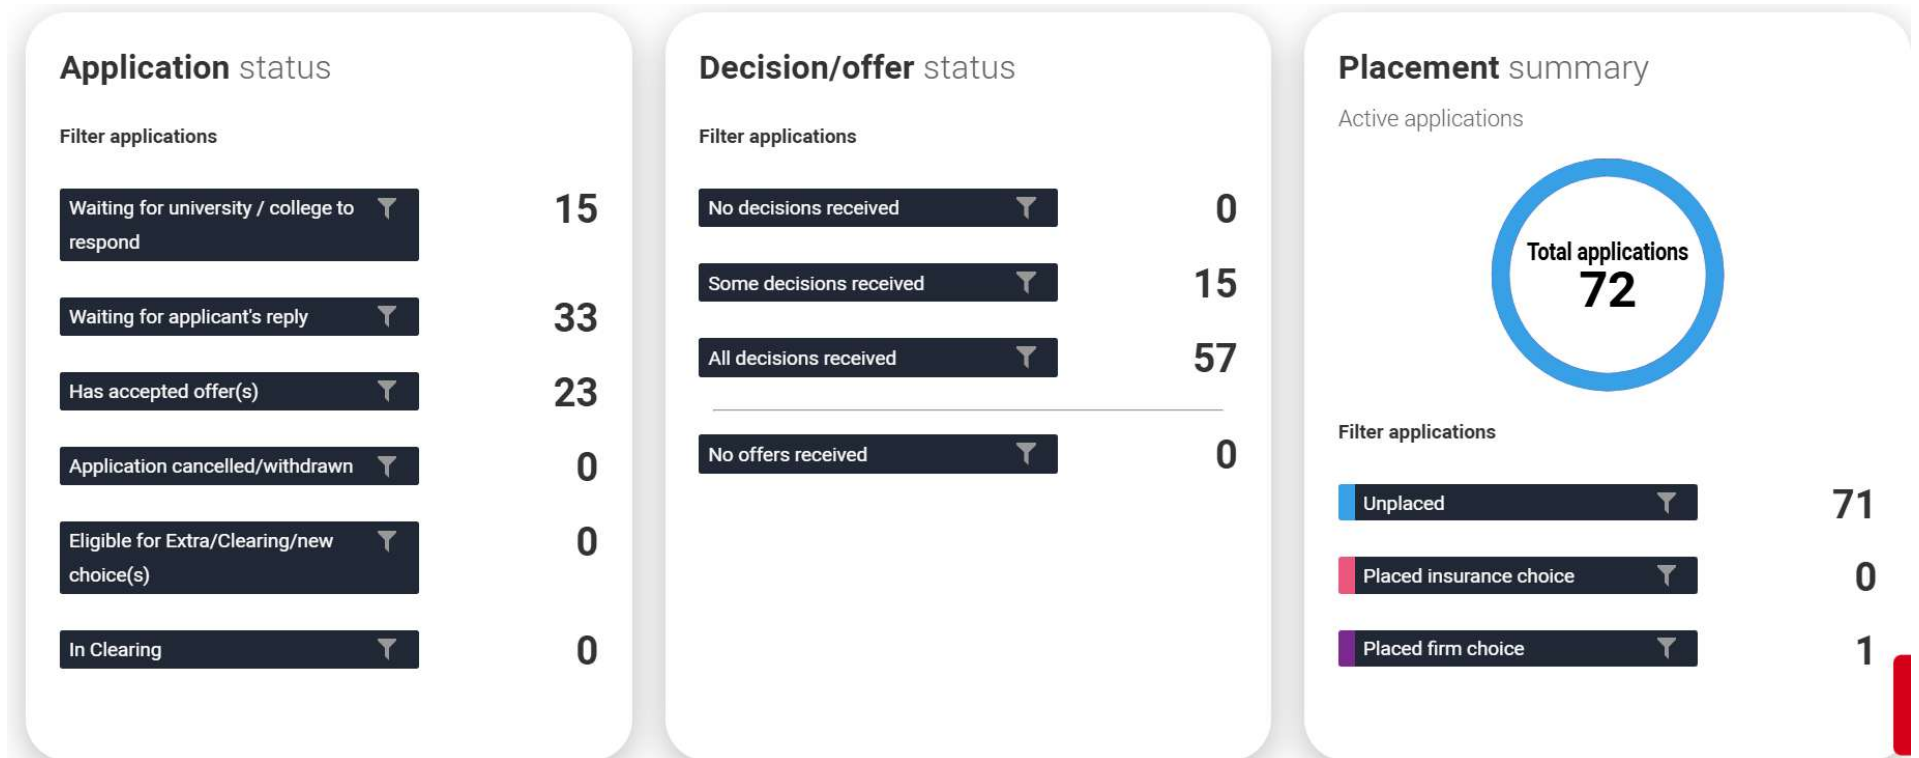 Application status
Filter applications
Waiting for university / college to
respond
15
Waiting for applicant's reply
33
Has accepted offer(s)
23
Application cancelled/withdrawn
0
Eligible for Extra/Clearing/new
choice(s)
0
In Clearing
0
Decision/offer status
Filter applications
No decisions received
0
Some decisions received
15
All decisions received
57
No offers received
0
Placement summary
Active applications
Total applications
72
Filter applications
Unplaced
71
Placed insurance choice
0
Placed firm choice
1